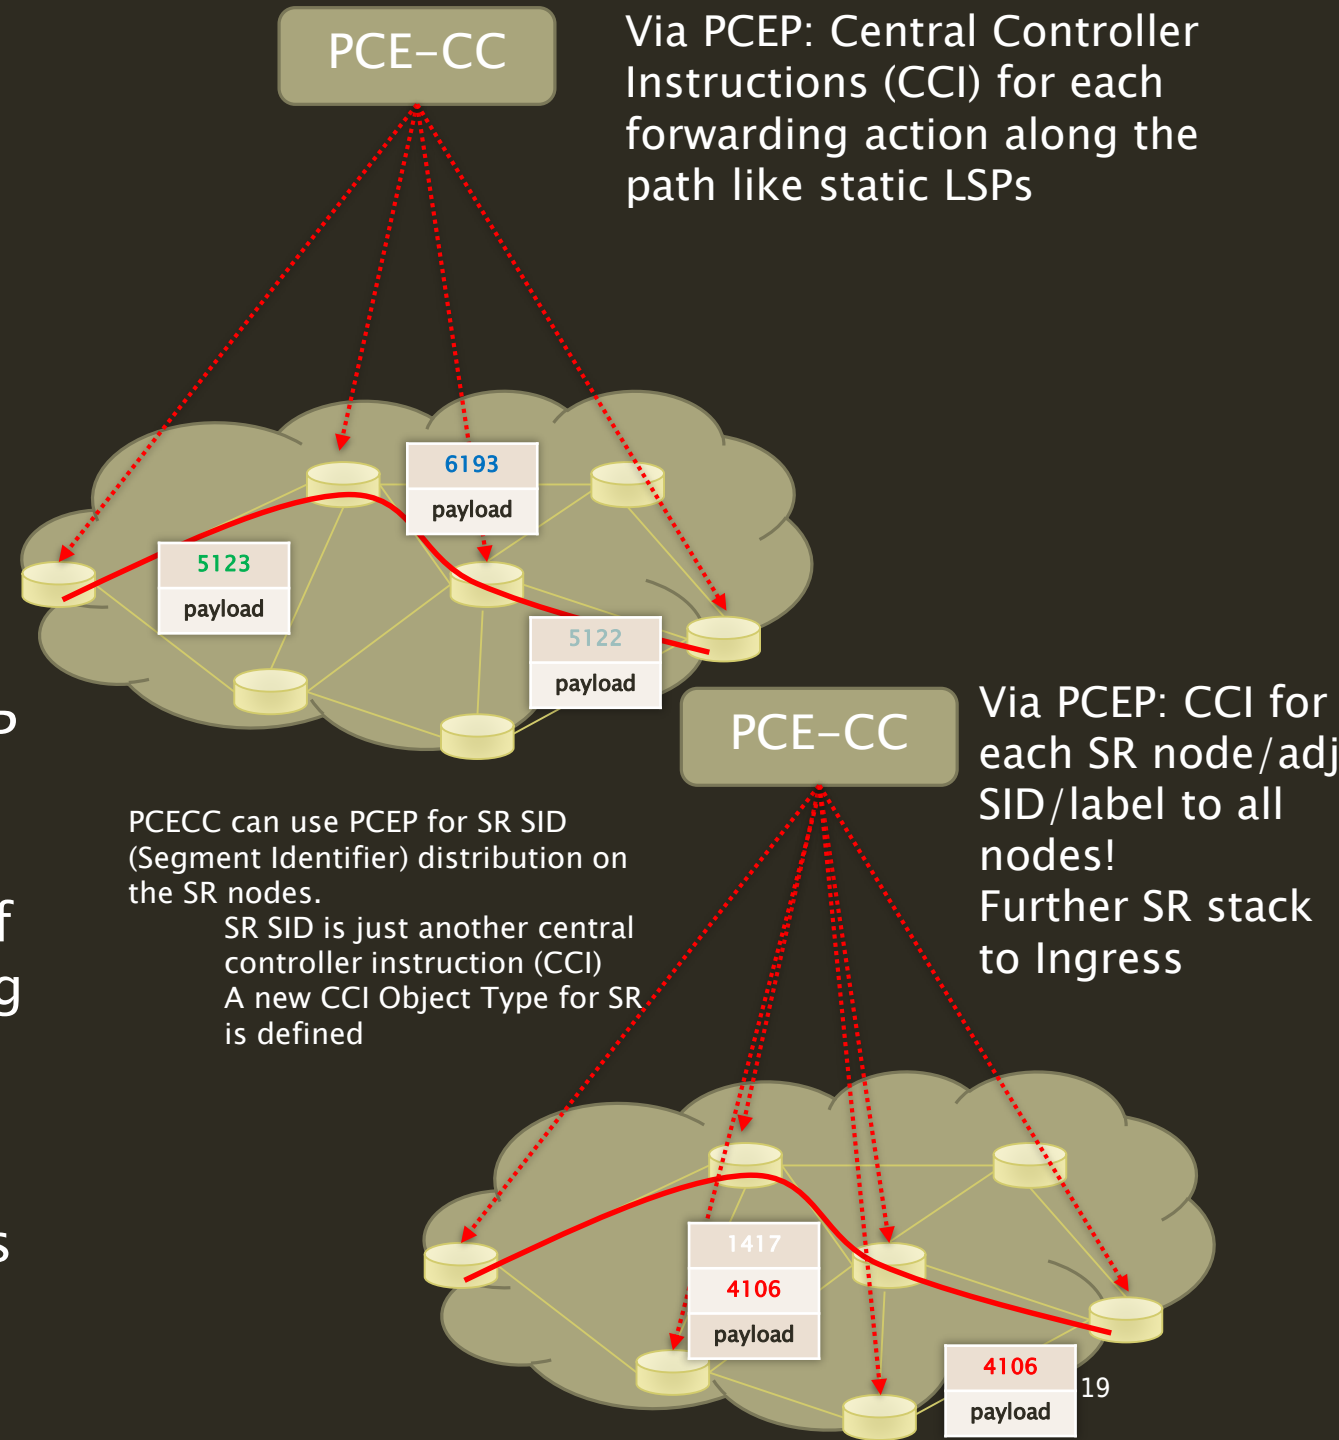 PCE-CC
Via PCEP: Central Controller
Instructions (CCI) for each
forwarding action along the
path like static LSPs
6193
payload
5123
payload
5122
payload
P
f
g
s
PCE-CC
Via PCEP: CCI for
each SR node/adj
SID/label to all
nodes!
Further SR stack
to Ingress
PCECC can use PCEP for SR SID
(Segment Identifier) distribution on
the SR nodes.
SR SID is just another central
controller instruction (CCI)
A new CCI Object Type for SR
is defined
1417
4106
payload
4106
payload
19